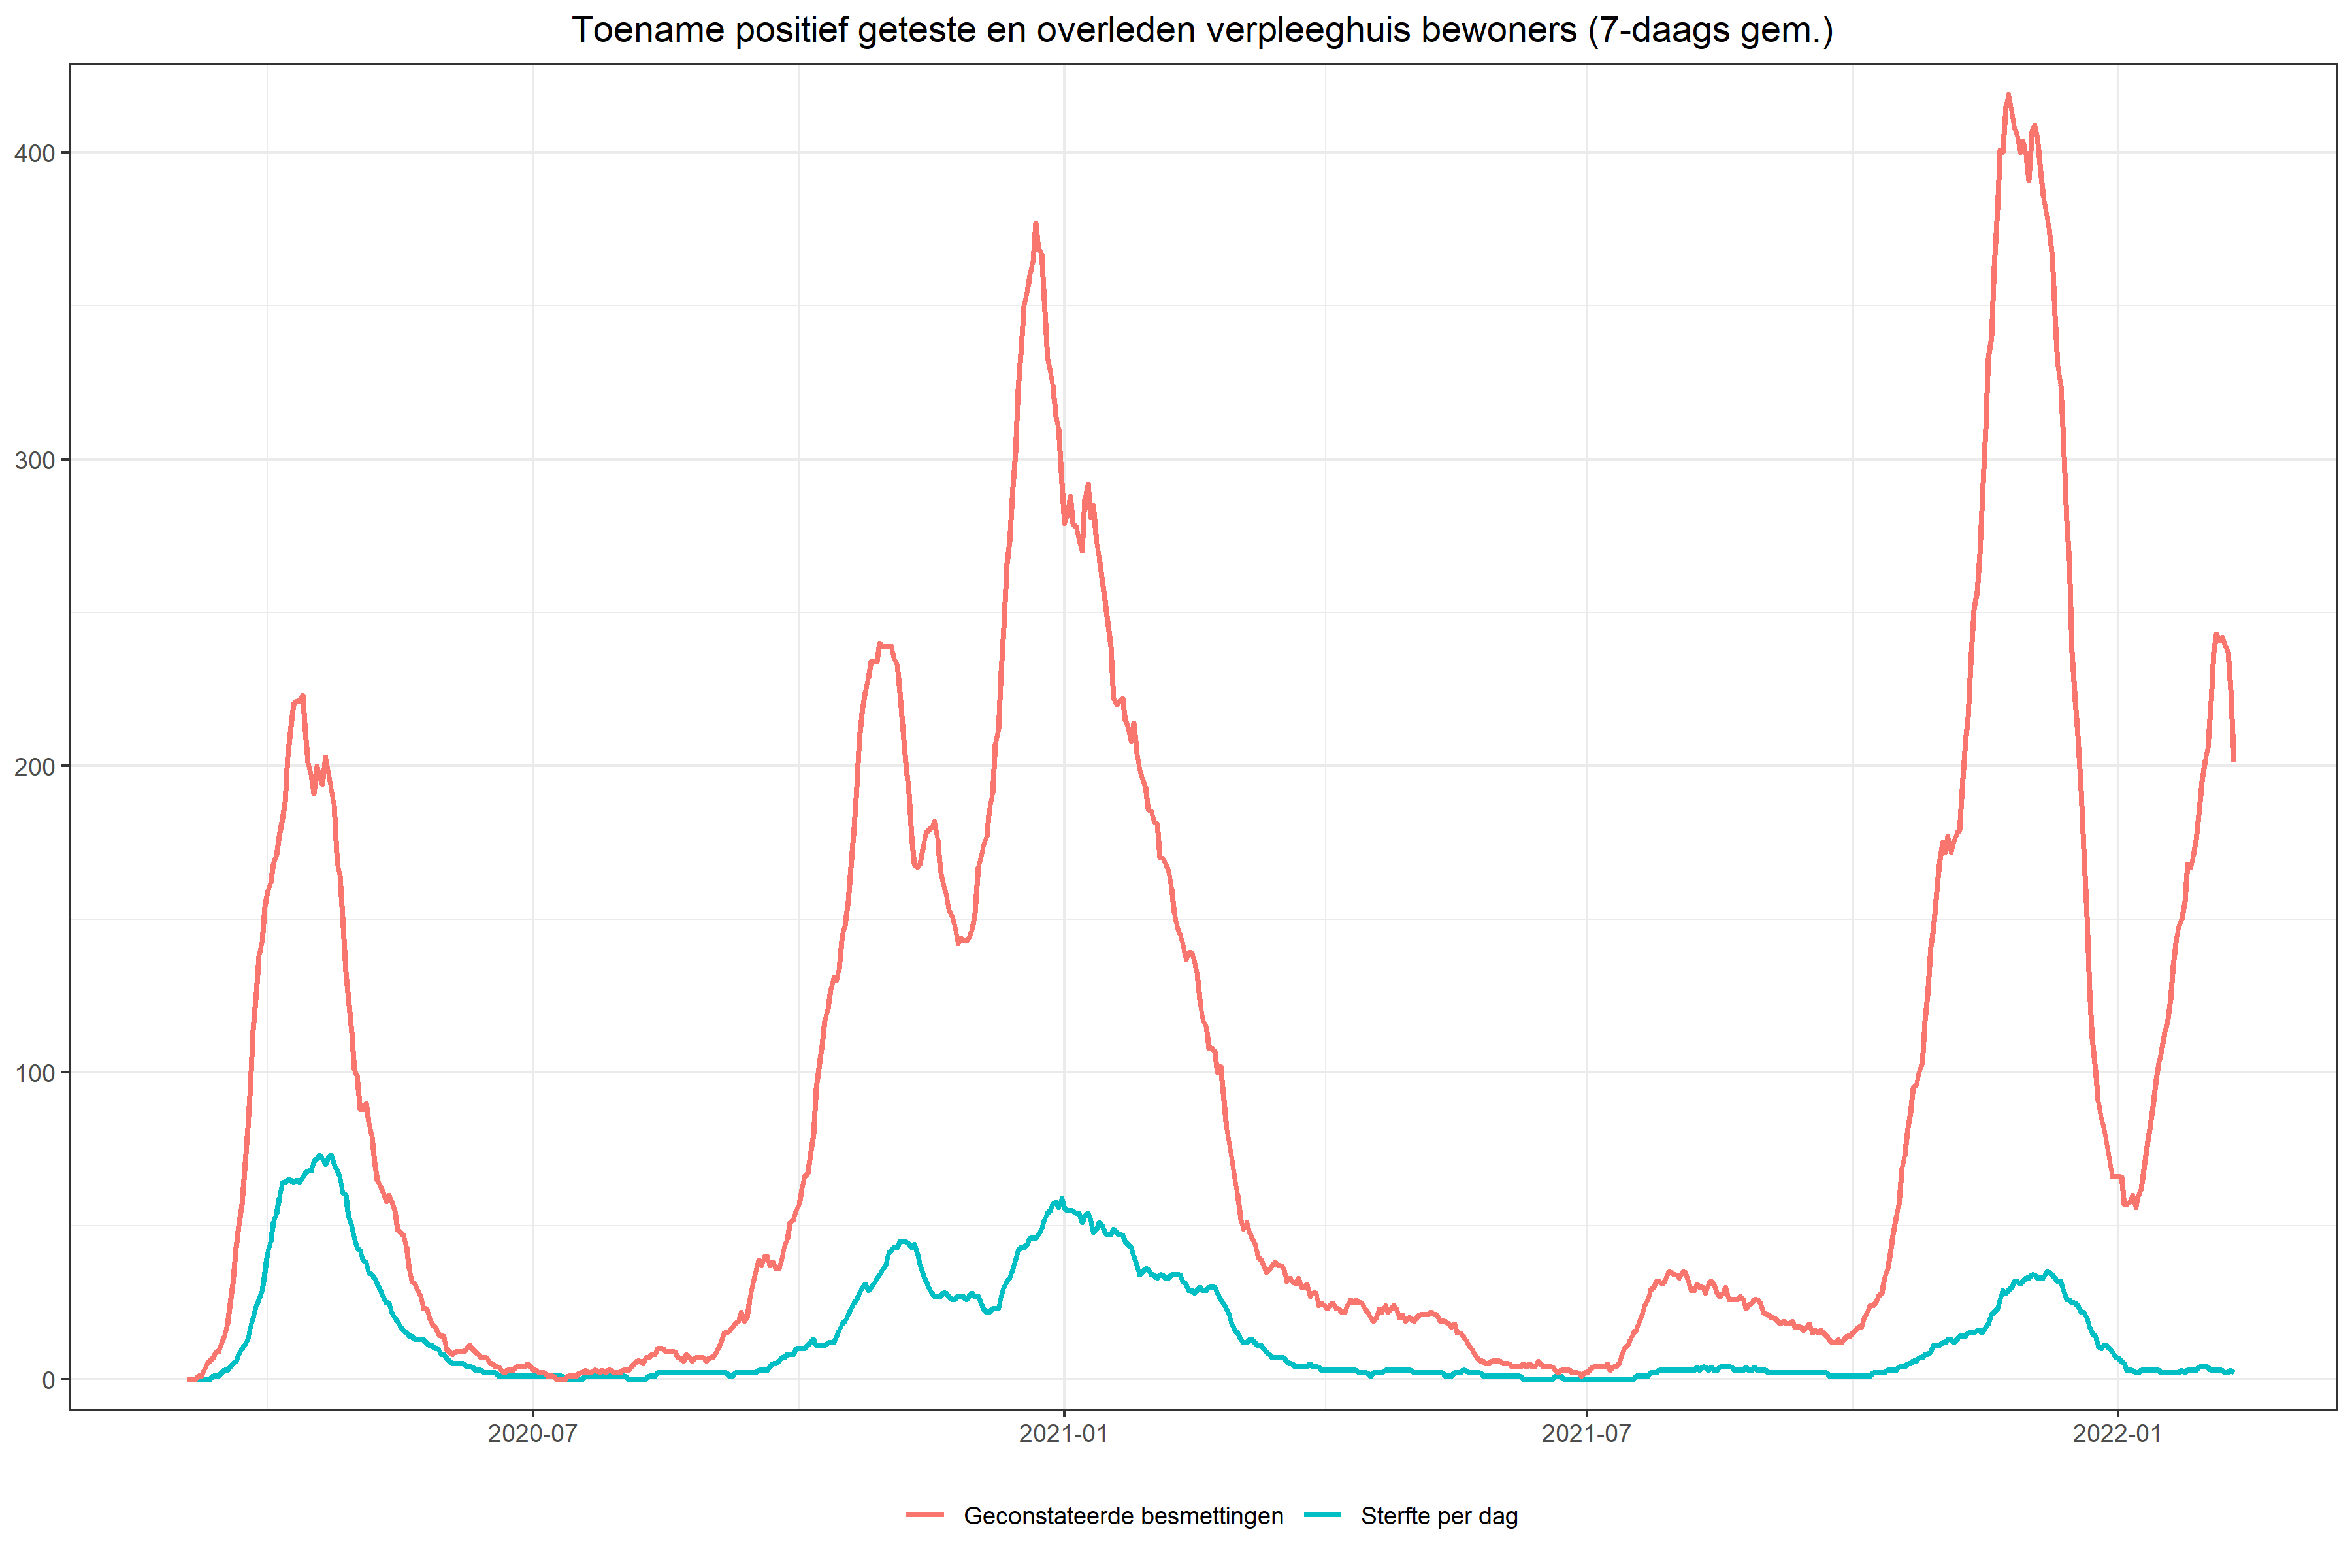 Toename positief geteste en overleden verpleeghuis bewoners (7-daags gem.)
400
300
200
100
0
2020-07 2021-01 2021-07 2022-01
Geconstateerde besmettingen Sterfte per dag